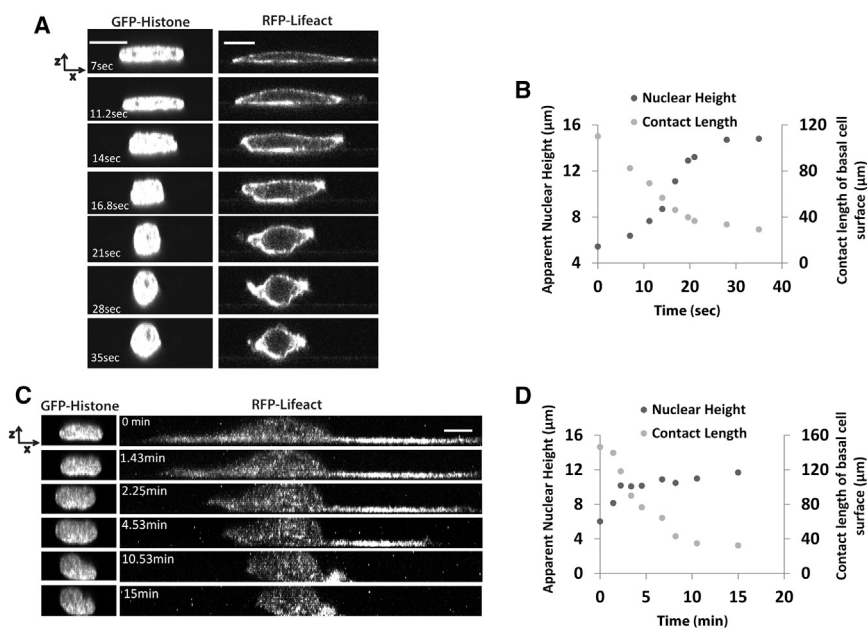 A
GFP-Histone
RFP-Lifeact
z
x
7sec
11.2sec
14sec
16.8sec
21sec
28sec
35sec
B
Nuclear Height
Contact Length
Apparent Nuclear Height (μm)
16
12
8
4
120
80
40
0
Contact length of basal cell
surface (μm)
0 10 20 30 40
Time (sec)
C
GFP-Histone
RFP-Lifeact
z
x
0 min
1.43min
2.25min
4.53min
10.53min
15min
D
Nuclear Height
Contact Length
Apparent Nuclear Height (μm)
16
12
8
4
0
160
120
80
40
0
Contact length of basal cell
surface (μm)
0 5 10 15 20
Time (min)